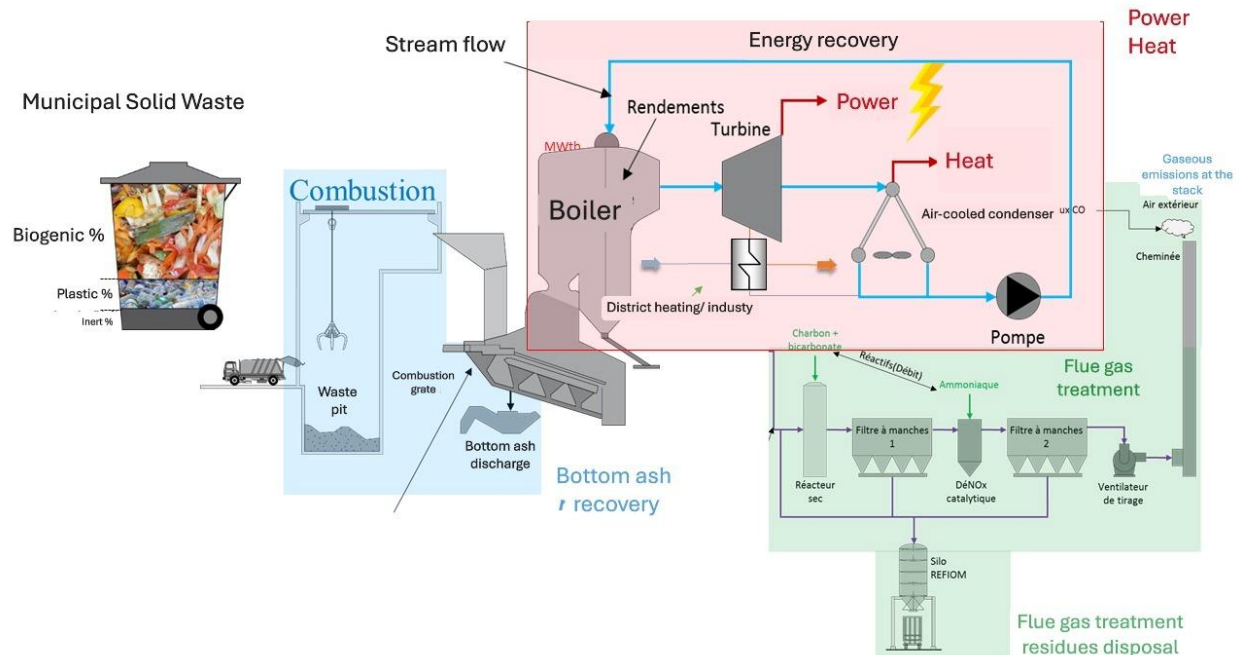 Power
Heat
Energy recovery
Stream flow
Municipal Solid Waste
Rendements
Turbine
Power
MWth
Heat
Gaseous
emissions at the
stack
Combustion
Biogenic %
Boiler
Air-cooled condenser
ux CO
Air extérieur
Cheminée
Plastic %
Inert %
District heating/ industy
Pompe
Charbon +
bicarbonate
Réactifs(Débit)
Ammoniaque
Flue gas
treatment
Combustion
grate
Waste
pit
Filtre à manches
1
Filtre à manches
2
Bottom ash
discharge
Réacteur
sec
DéNOx
catalytique
Ventilateur
de tirage
Bottom ash
r recovery
Silo
REFIOM
Flue gas treatment
residues disposal